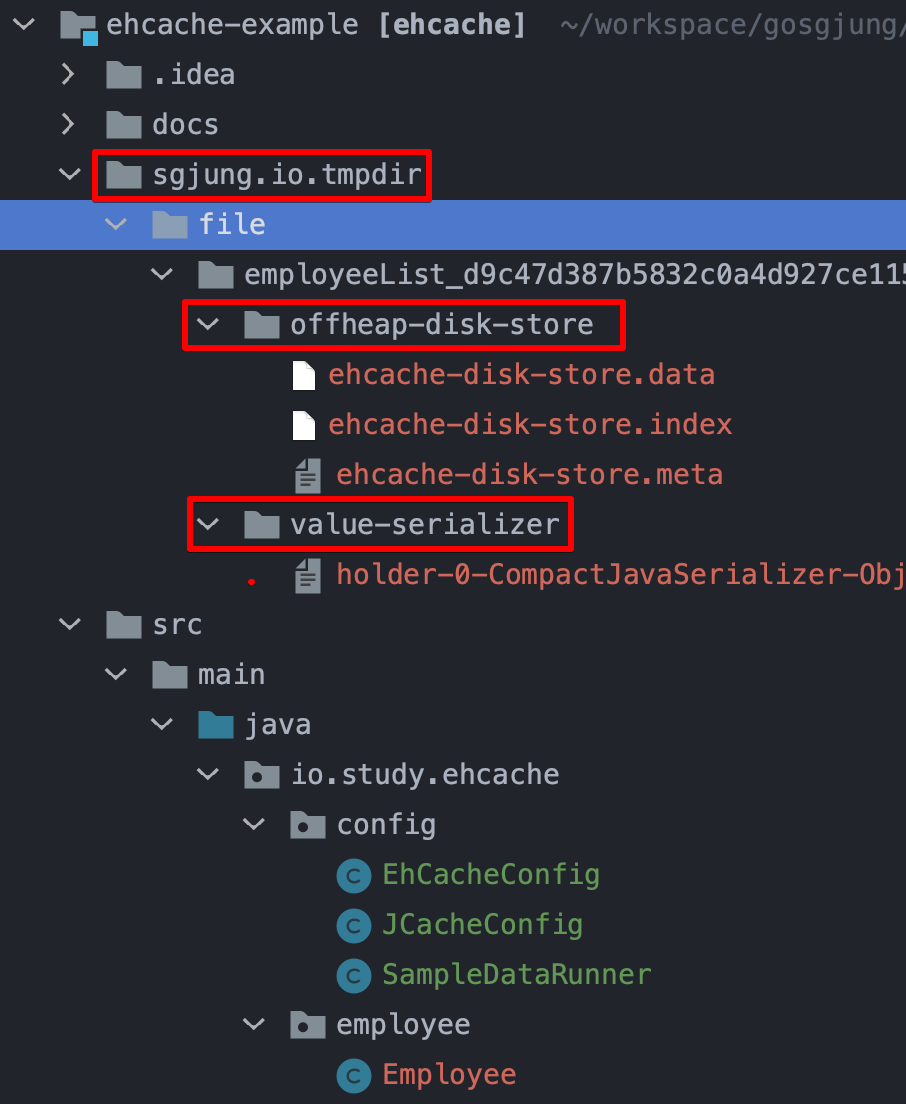 ehcache-example [ehcache] ~/workspace/gosgjung/
.idea
docs
sgjung.io.tmpdir
file
employeeList_d9c47d387b5832c0a4d927ce115
offheap-disk-store
ehcache-disk-store.data
ehcache-disk-store.index
ehcache-disk-store.meta
value-serializer
holder-0-CompactJavaSerializer-Obj
src
main
java
io.study.ehcache
config
C EhCacheConfig
C JCacheConfig
C SampleDataRunner
employee
C Employee